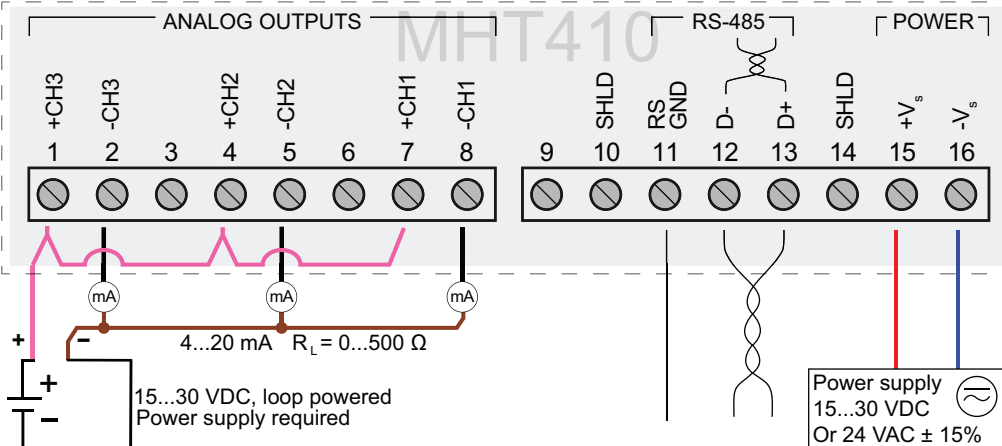 MHT410
ANALOG OUTPUTS RS-485 POWER
+CH3 -CH3 +CH2 -CH2 +CH1 -CH1 SHLD RS GND D- D+ SHLD +Vs -Vs
1 2 3 4 5 6 7 8 9 10 11 12 13 14 15 16
mA mA mA
+ -
4...20 mA RL = 0...500 Ω
+
-
15...30 VDC, loop powered
Power supply required
Power supply
15...30 VDC
Or 24 VAC ± 15%